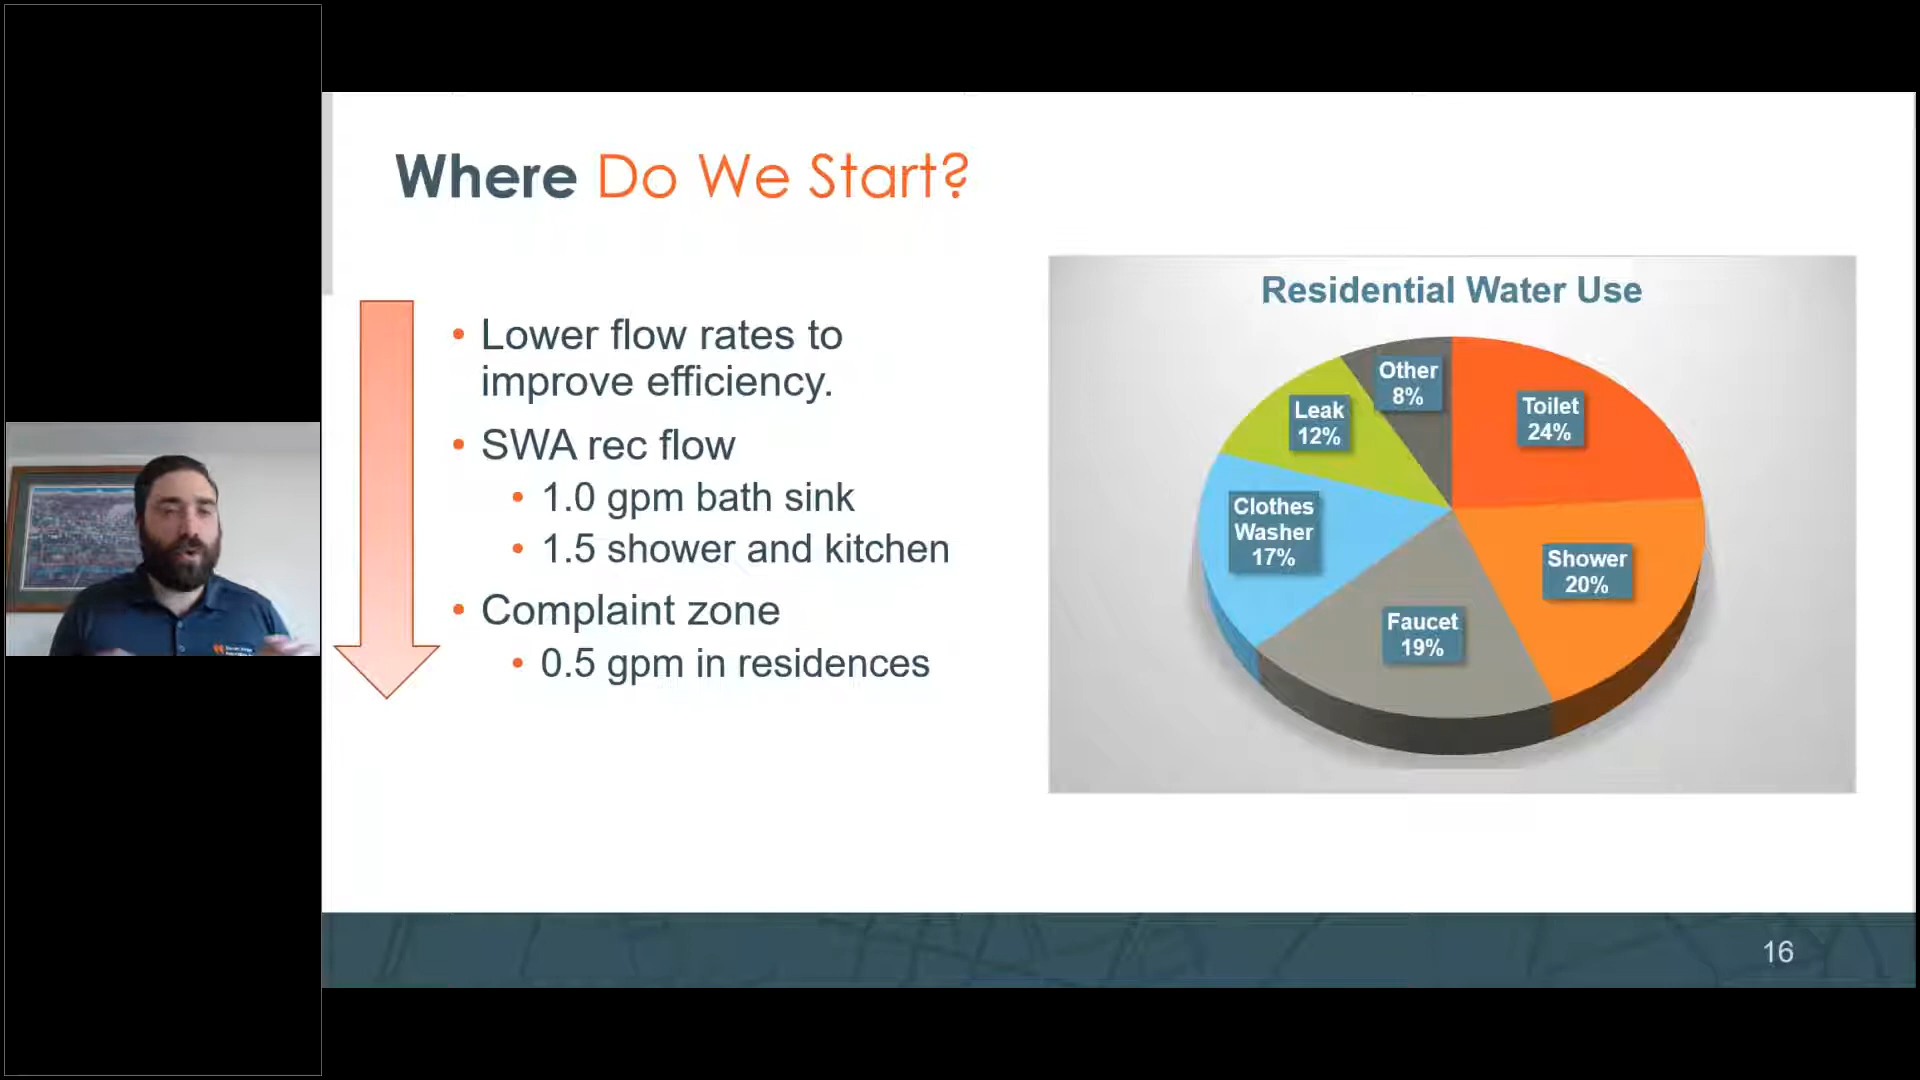 Where Do We Start?
• Lower flow rates to
improve efficiency.
• SWA rec flow
• 1.0 gpm bath sink
• 1.5 shower and kitchen
• Complaint zone
• 0.5 gpm in residences
Residential Water Use
Other
8%
Toilet
24%
Leak
12%
Clothes
Washer
17%
Shower
20%
Faucet
19%
16